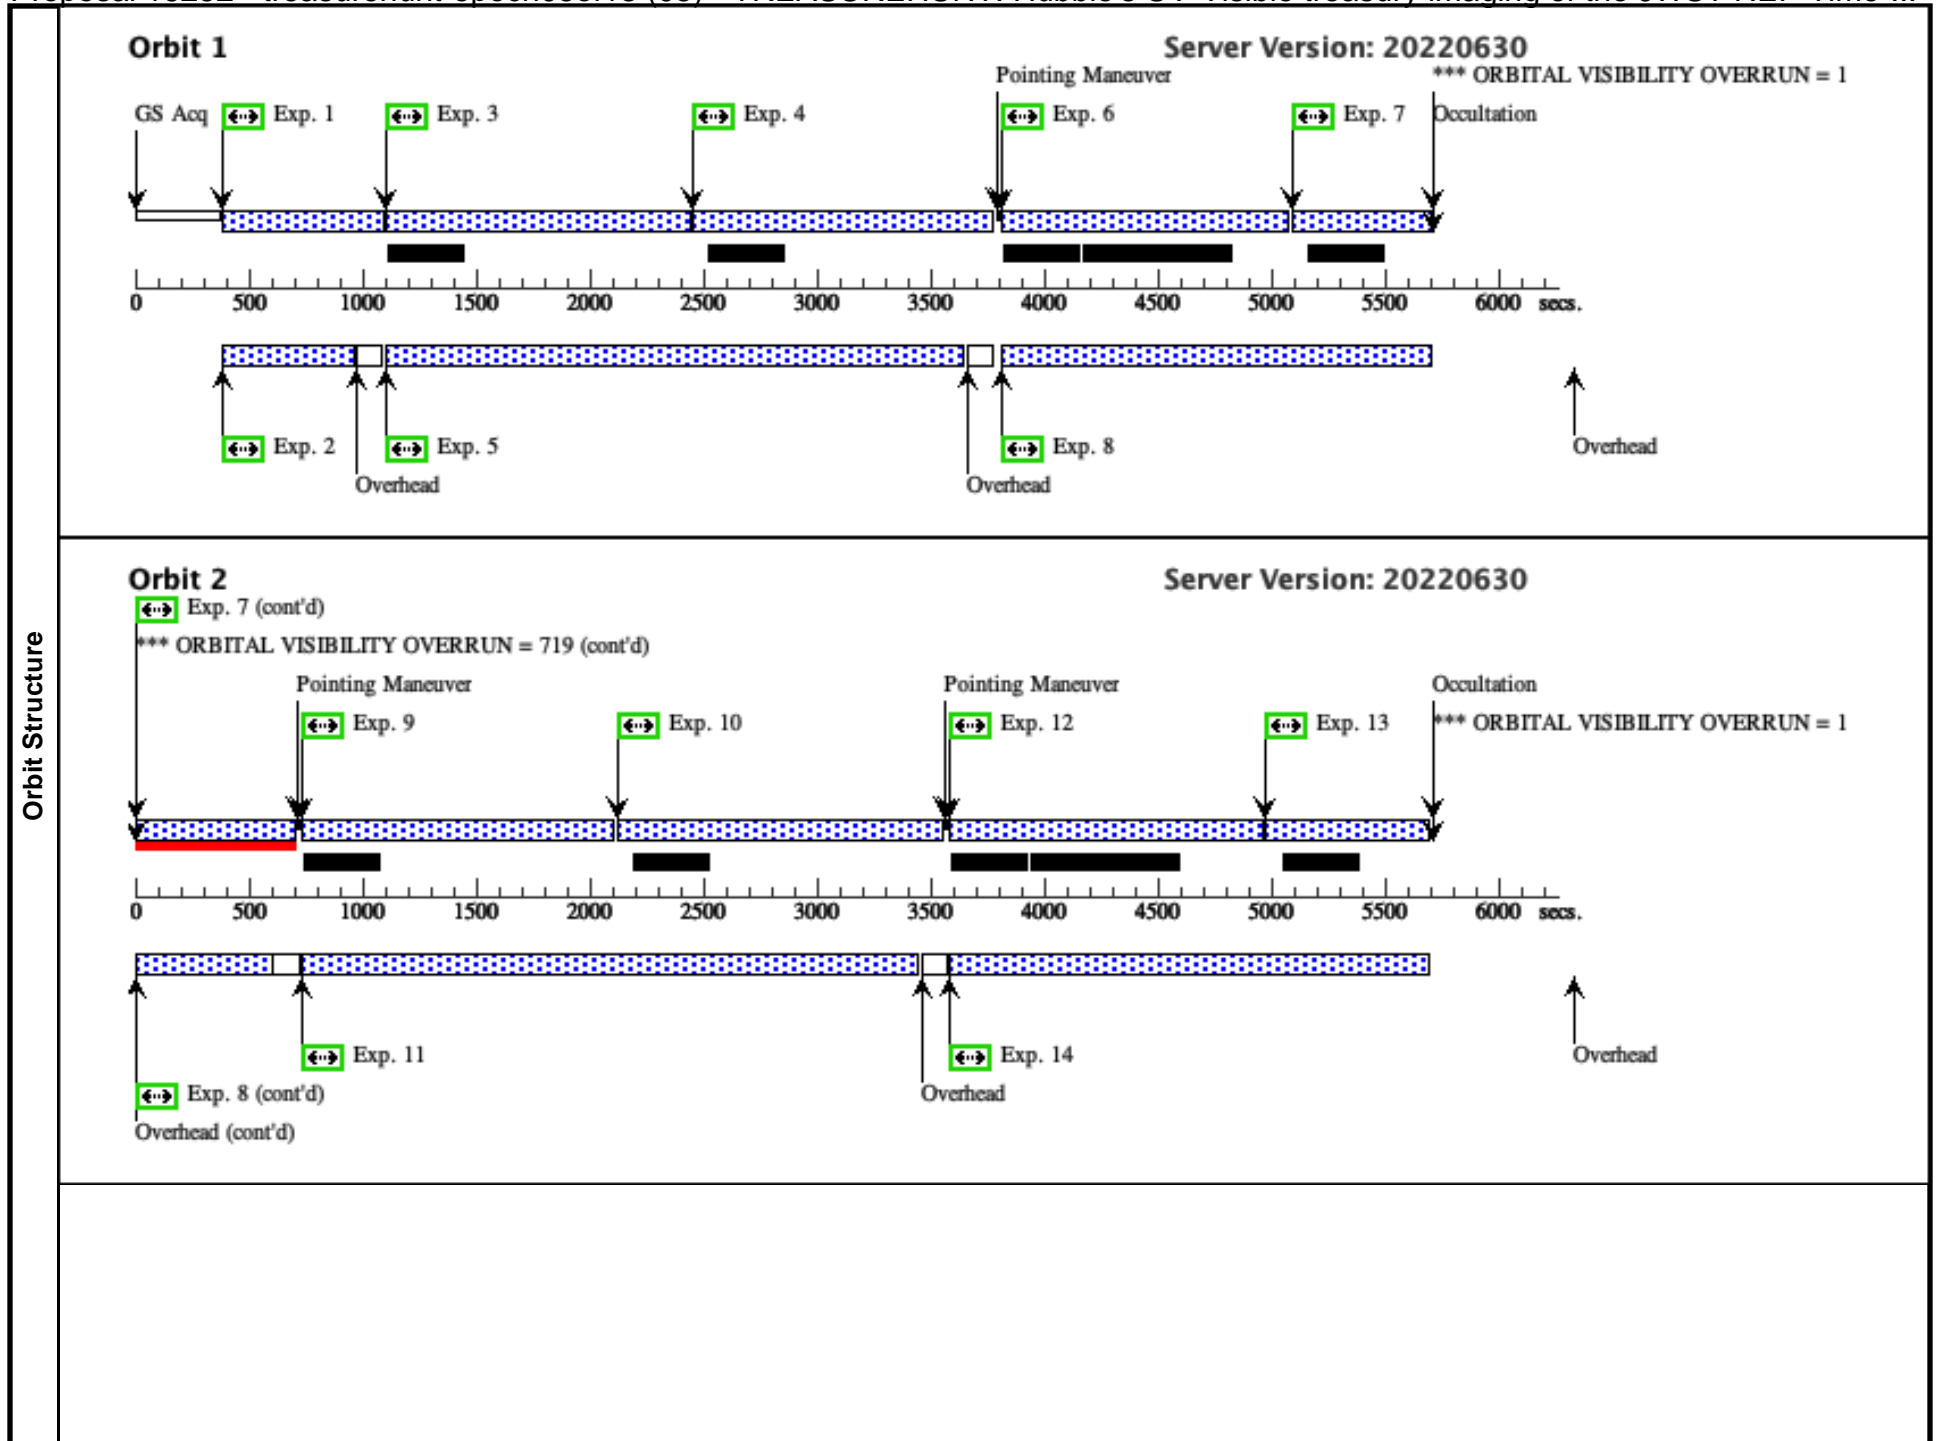 Orbit 1
Server Version: 20220630
Pointing Maneuver
*** ORBITAL VISIBILITY OVERRUN = 1
GS Acq
Exp. 1
Exp. 3
Exp. 4
Exp. 6
Exp. 7
Occultation
0 500 1000 1500 2000 2500 3000 3500 4000 4500 5000 5500 6000 secs.
Exp. 2
Exp. 5
Exp. 8
Overhead
Overhead
Overhead
Orbit Structure
Orbit 2
Server Version: 20220630
Exp. 7 (cont'd)
*** ORBITAL VISIBILITY OVERRUN = 719 (cont'd)
Pointing Maneuver
Pointing Maneuver
Occultation
Exp. 9
Exp. 10
Exp. 12
Exp. 13
*** ORBITAL VISIBILITY OVERRUN = 1
0 500 1000 1500 2000 2500 3000 3500 4000 4500 5000 5500 6000 secs.
Exp. 11
Exp. 14
Overhead
Exp. 8 (cont'd)
Overhead
Overhead (cont'd)